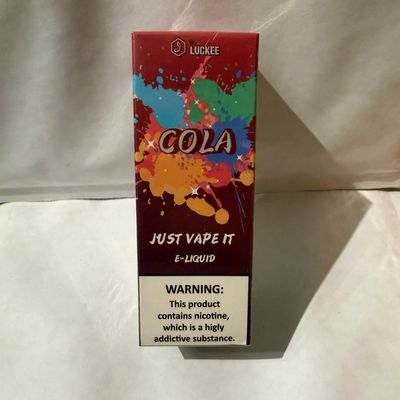 LUCKEE
COLA
JUST VAPE IT
E-LIQUID
WARNING:
This product
contains nicotine,
which is a higly
addictive substance.